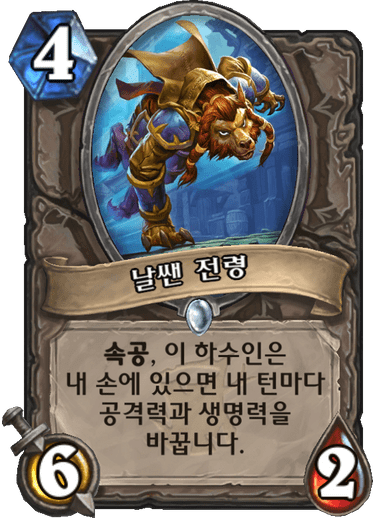 4
날쌘 전령
속공, 이 하수인은
내 손에 있으면 내 턴마다
공격력과 생명력을
바꿉니다.
6
2